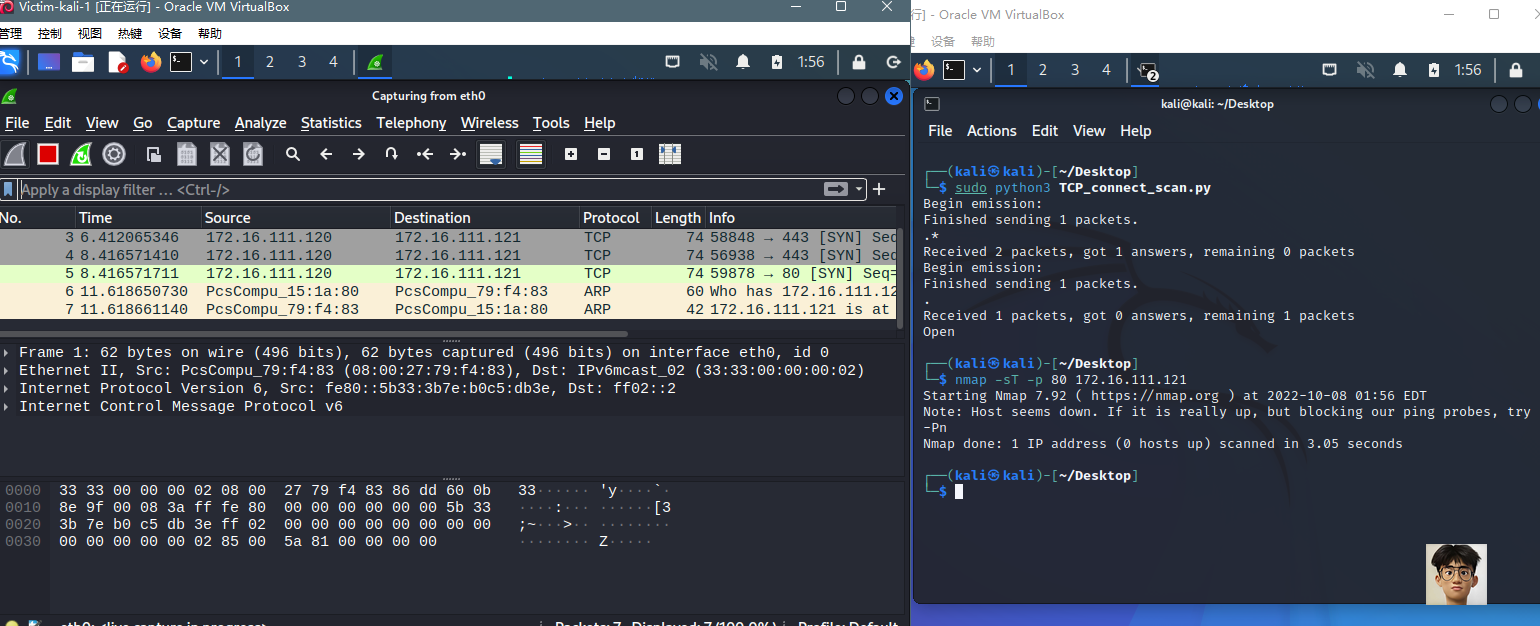 Victim-kali-1 [正在运行] - Oracle VM VirtualBox
管理 控制 视图 热键 设备 帮助
1 2 3 4 1:56
Capturing from eth0
File Edit View Go Capture Analyze Statistics Telephony Wireless Tools Help
Apply a display filter … <Ctrl-/>
No. Time Source Destination Protocol Length Info
3 6.412065346 172.16.111.120 172.16.111.121 TCP 74 58848 → 443 [SYN] Seq
4 8.416571410 172.16.111.120 172.16.111.121 TCP 74 56938 → 443 [SYN] Seq
5 8.416571711 172.16.111.120 172.16.111.121 TCP 74 59878 → 80 [SYN] Seq=
6 11.618650730 PcsCompu_15:1a:80 PcsCompu_79:f4:83 ARP 60 Who has 172.16.111.12
7 11.618661140 PcsCompu_79:f4:83 PcsCompu_15:1a:80 ARP 42 172.16.111.121 is at
Frame 1: 62 bytes on wire (496 bits), 62 bytes captured (496 bits) on interface eth0, id 0
Ethernet II, Src: PcsCompu_79:f4:83 (08:00:27:79:f4:83), Dst: IPv6mcast_02 (33:33:00:00:00:02)
Internet Protocol Version 6, Src: fe80::5b33:3b7e:b0c5:db3e, Dst: ff02::2
Internet Control Message Protocol v6
0000 33 33 00 00 00 02 08 00 27 79 f4 83 86 dd 60 0b 33······ 'y····`·
0010 8e 9f 00 08 3a ff fe 80 00 00 00 00 00 00 5b 33 ····:··· ······[3
0020 3b 7e b0 c5 db 3e ff 02 00 00 00 00 00 00 00 00 ;~···>·· ········
0030 00 00 00 00 00 02 85 00 5a 81 00 00 00 00 ········ Z·····
eth0: <live capture in progress> Packets: 7 · Displayed: 7 (100.0%) Profile: Default
行] - Oracle VM VirtualBox
设备 帮助
1 2 3 4 2 1:56
kali@kali: ~/Desktop
File Actions Edit View Help
┌──(kali㉿kali)-[~/Desktop]
└─$ sudo python3 TCP_connect_scan.py
Begin emission:
Finished sending 1 packets.
.*
Received 2 packets, got 1 answers, remaining 0 packets
Begin emission:
Finished sending 1 packets.
.
Received 1 packets, got 0 answers, remaining 1 packets
Open
┌──(kali㉿kali)-[~/Desktop]
└─$ nmap -sT -p 80 172.16.111.121
Starting Nmap 7.92 ( https://nmap.org ) at 2022-10-08 01:56 EDT
Note: Host seems down. If it is really up, but blocking our ping probes, try
-Pn
Nmap done: 1 IP address (0 hosts up) scanned in 3.05 seconds
┌──(kali㉿kali)-[~/Desktop]
└─$